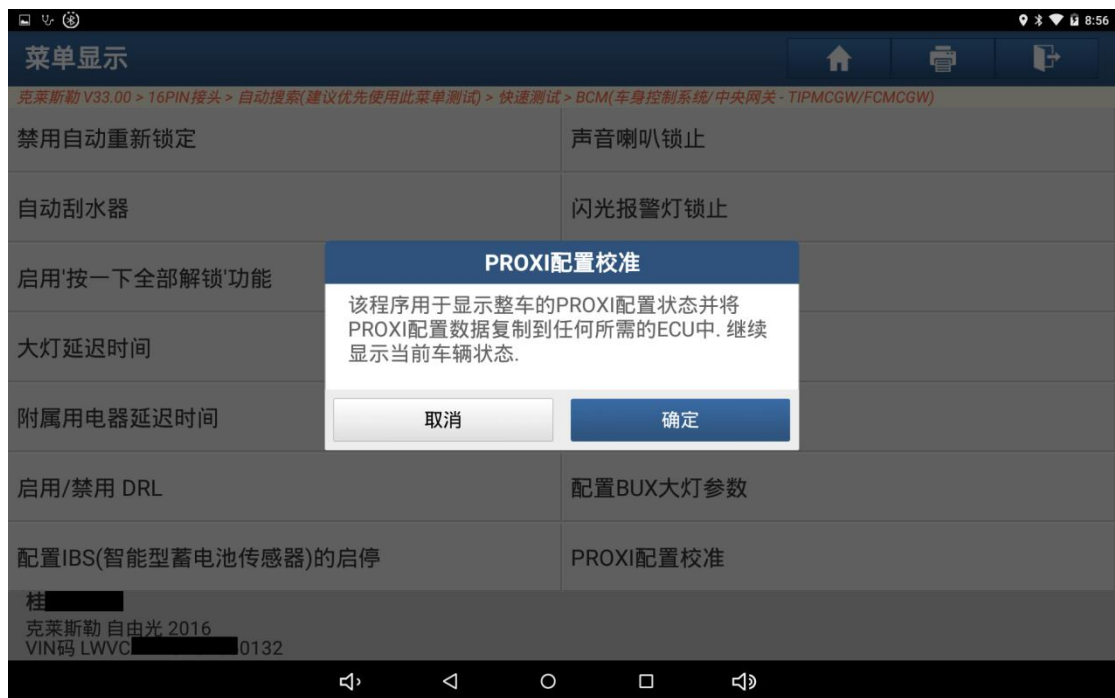 8:56
菜单显示
克莱斯勒 V33.00 > 16PIN接头 > 自动搜索(建议优先使用此菜单测试) > 快速测试 > BCM(车身控制系统/中央网关 - TIPMCGW/FCMCGW)
禁用自动重新锁定
声音喇叭锁止
自动刮水器
闪光报警灯锁止
启用'按一下全部解锁'功能
大灯延迟时间
附属用电器延迟时间
PROXI配置校准
该程序用于显示整车的PROXI配置状态并将
PROXI配置数据复制到任何所需的ECU中. 继续
显示当前车辆状态.
取消
确定
启用/禁用 DRL
配置BUX大灯参数
配置IBS(智能型蓄电池传感器)的启停
PROXI配置校准
桂
克莱斯勒 自由光 2016
VIN码 LWVC 0132